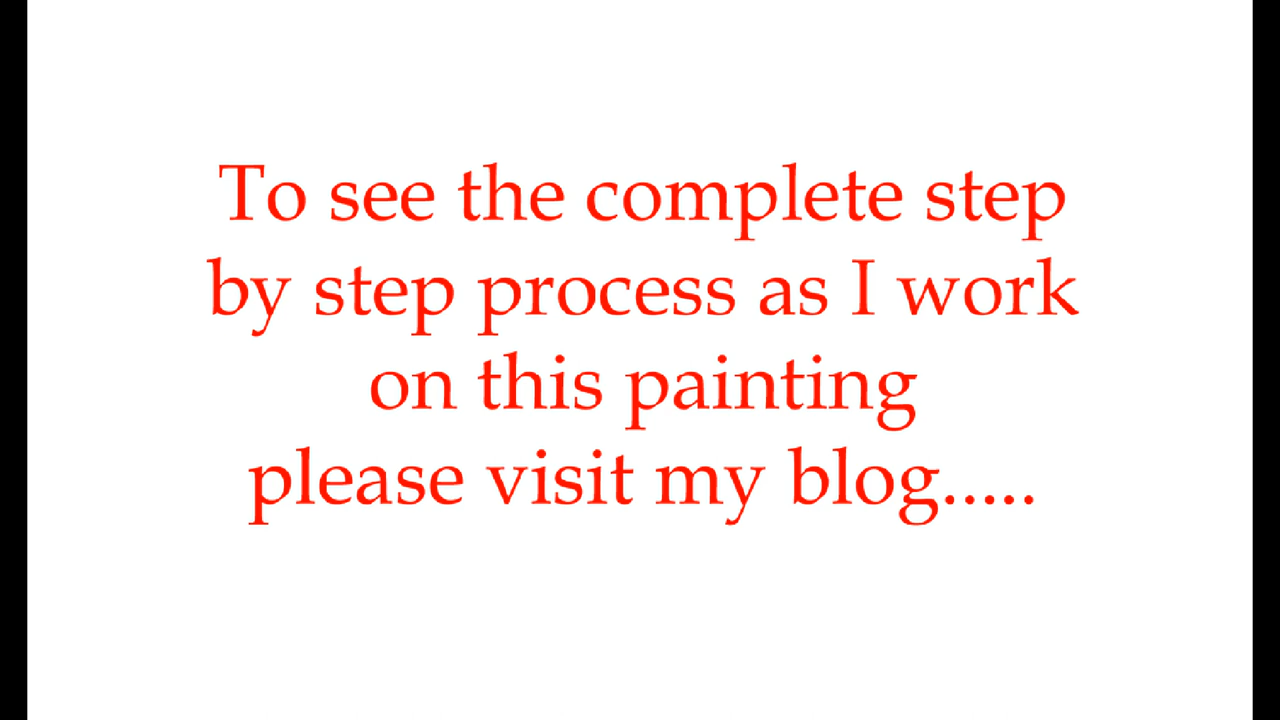 To see the complete step
by step process as I work
on this painting
please visit my blog.....